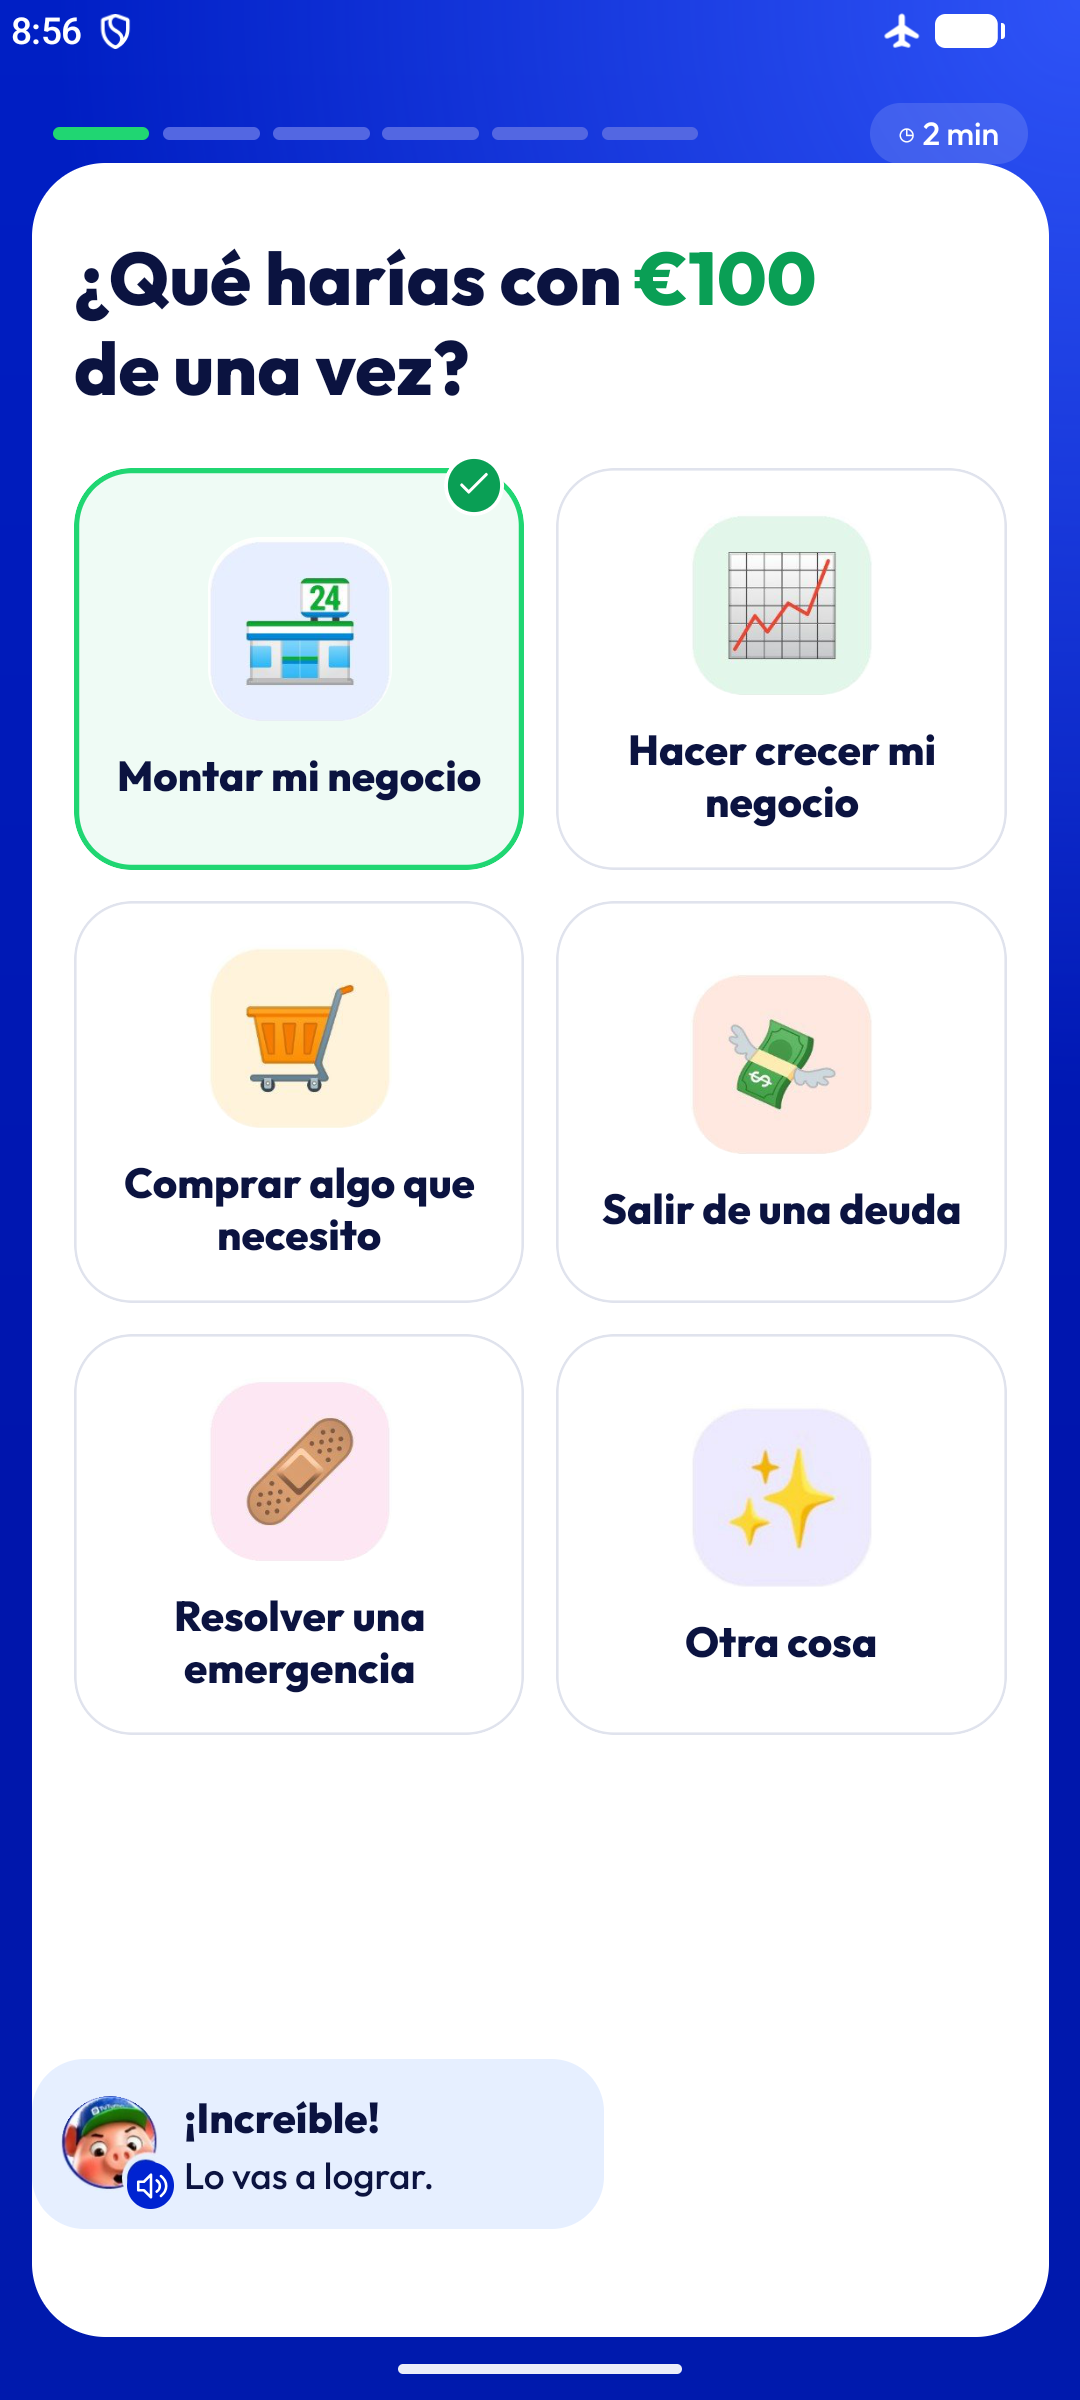 8:56
2 min
¿Qué harías con €100
de una vez?
24
Montar mi negocio
Hacer crecer mi
negocio
Comprar algo que
necesito
Salir de una deuda
Resolver una
emergencia
Otra cosa
¡Increíble!
Lo vas a lograr.